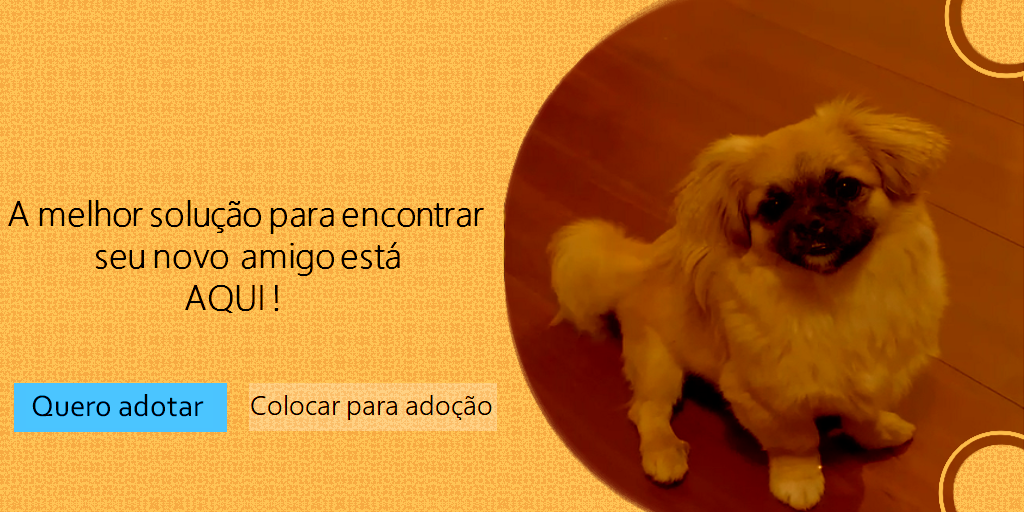 A melhor solução para encontrar
seu novo amigo está
AQUI !
Quero adotar
Colocar para adoção